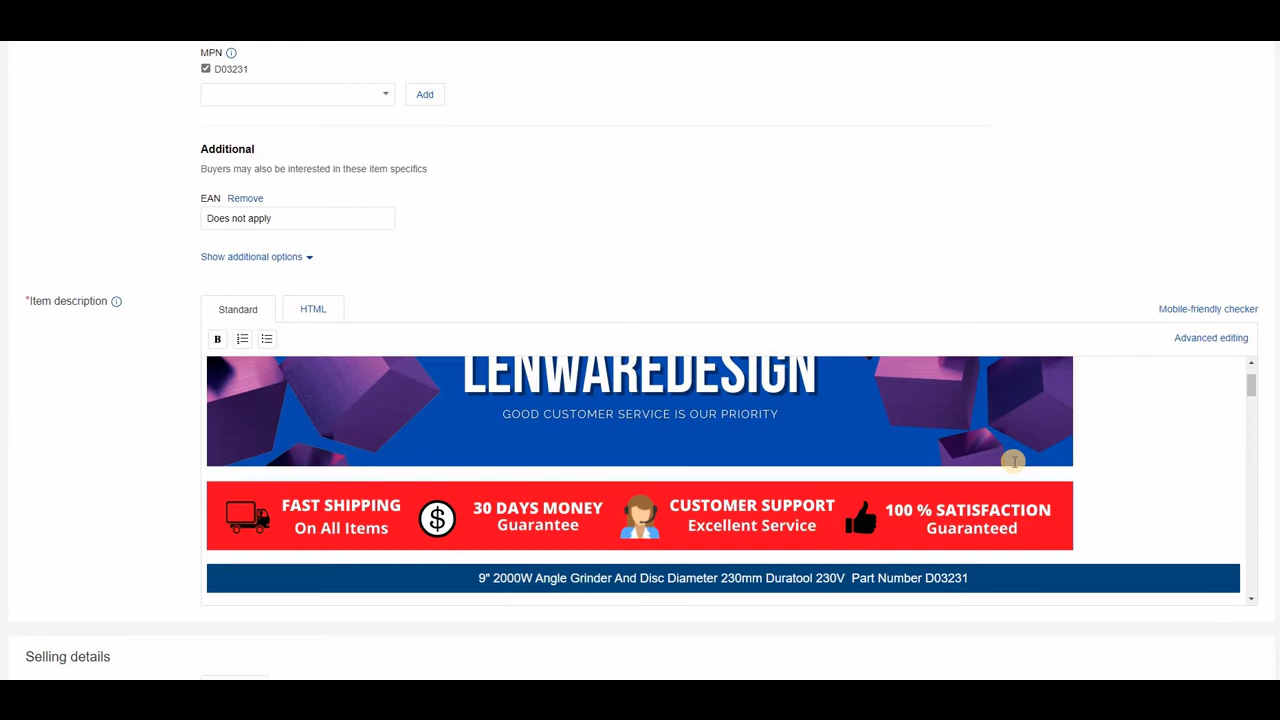 MPN
D03231
Add
Additional
Buyers may also be interested in these item specifics
EAN Remove
Does not apply
Show additional options
*Item description
Standard HTML
Mobile-friendly checker
B
Advanced editing
LENWAREDESIGN
GOOD CUSTOMER SERVICE IS OUR PRIORITY
FAST SHIPPING
On All Items
$
30 DAYS MONEY
Guarantee
CUSTOMER SUPPORT
Excellent Service
100 % SATISFACTION
Guaranteed
9" 2000W Angle Grinder And Disc Diameter 230mm Duratool 230V  Part Number D03231
Selling details